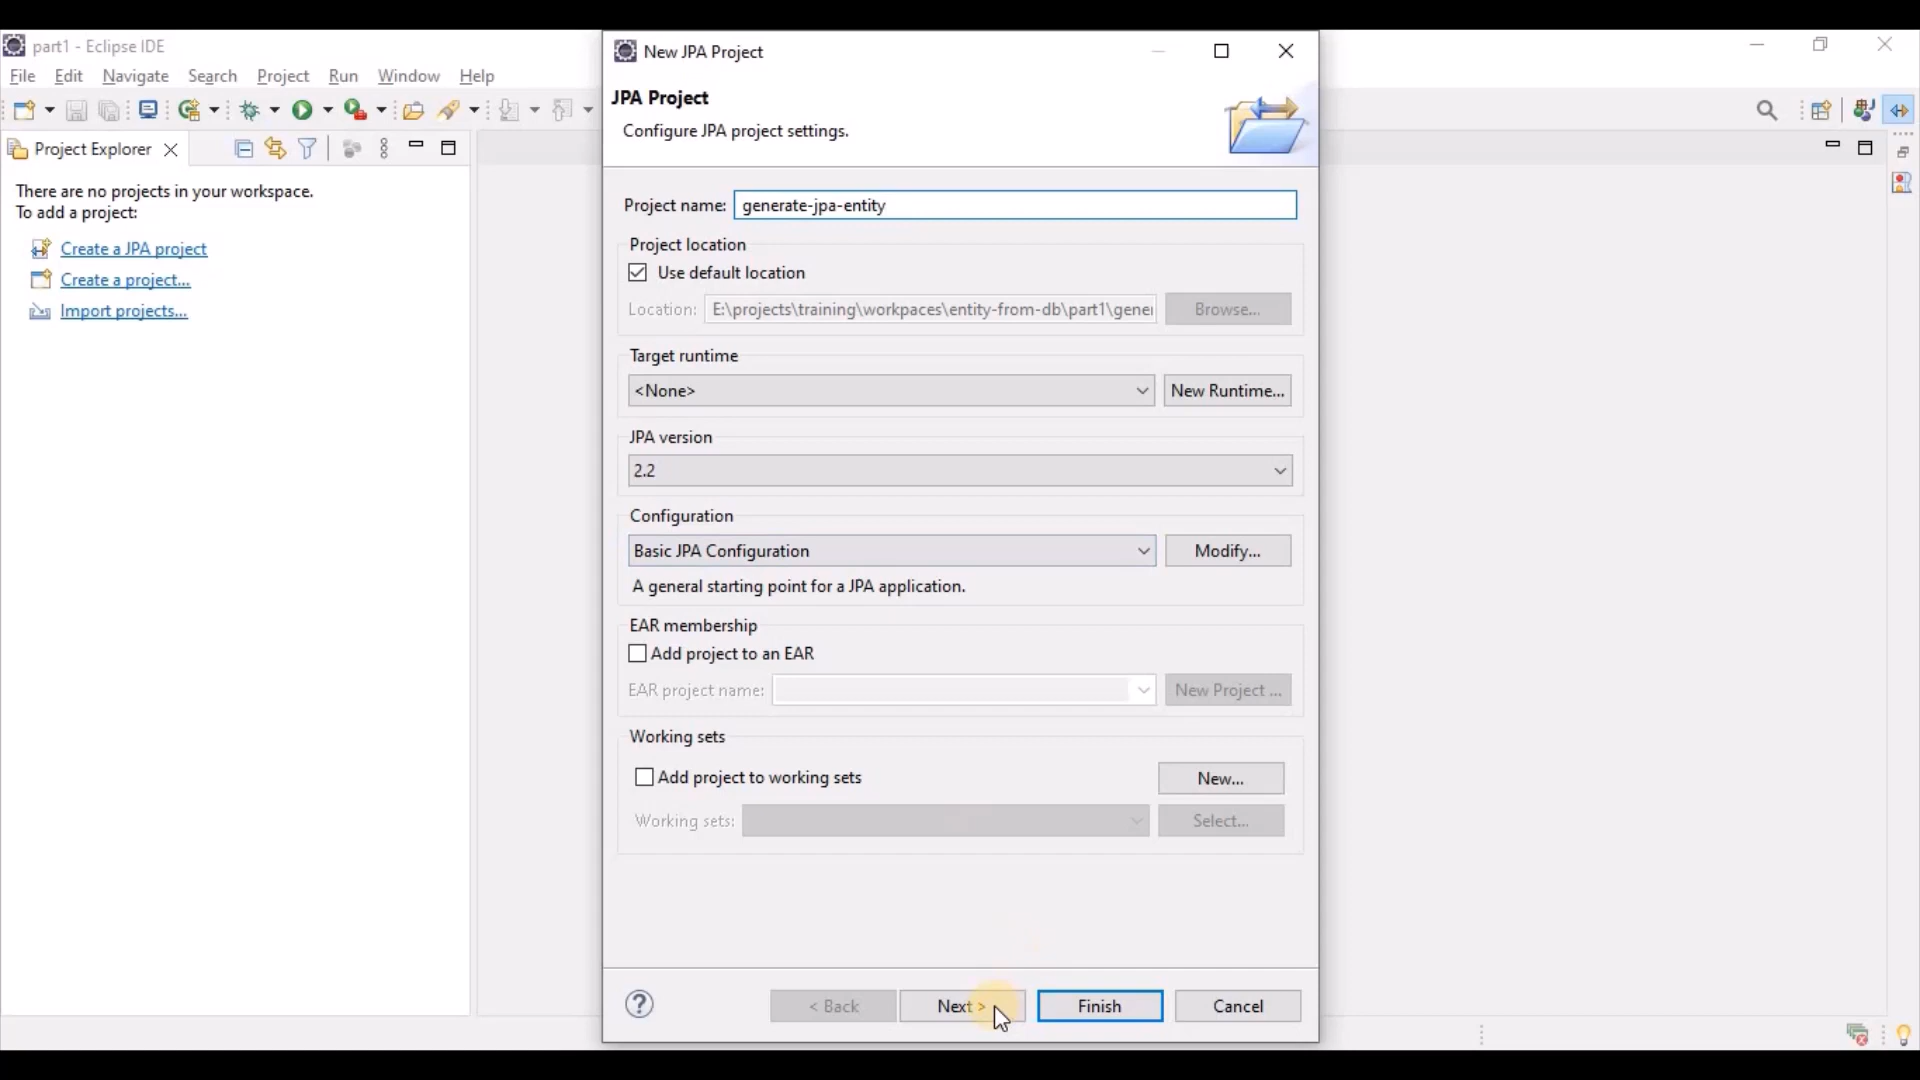 part1 - Eclipse IDE
File Edit Navigate Search Project Run Window Help
Project Explorer
There are no projects in your workspace.
To add a project:
Create a JPA project
Create a project...
Import projects...
New JPA Project
JPA Project
Configure JPA project settings.
Project name: generate-jpa-entity
Project location
Use default location
Location: E:\projects\training\workspaces\entity-from-db\part1\gener Browse...
Target runtime
<None> New Runtime...
JPA version
2.2
Configuration
Basic JPA Configuration Modify...
A general starting point for a JPA application.
EAR membership
Add project to an EAR
EAR project name: New Project ...
Working sets
Add project to working sets New...
Working sets: Select...
? < Back Next > Finish Cancel